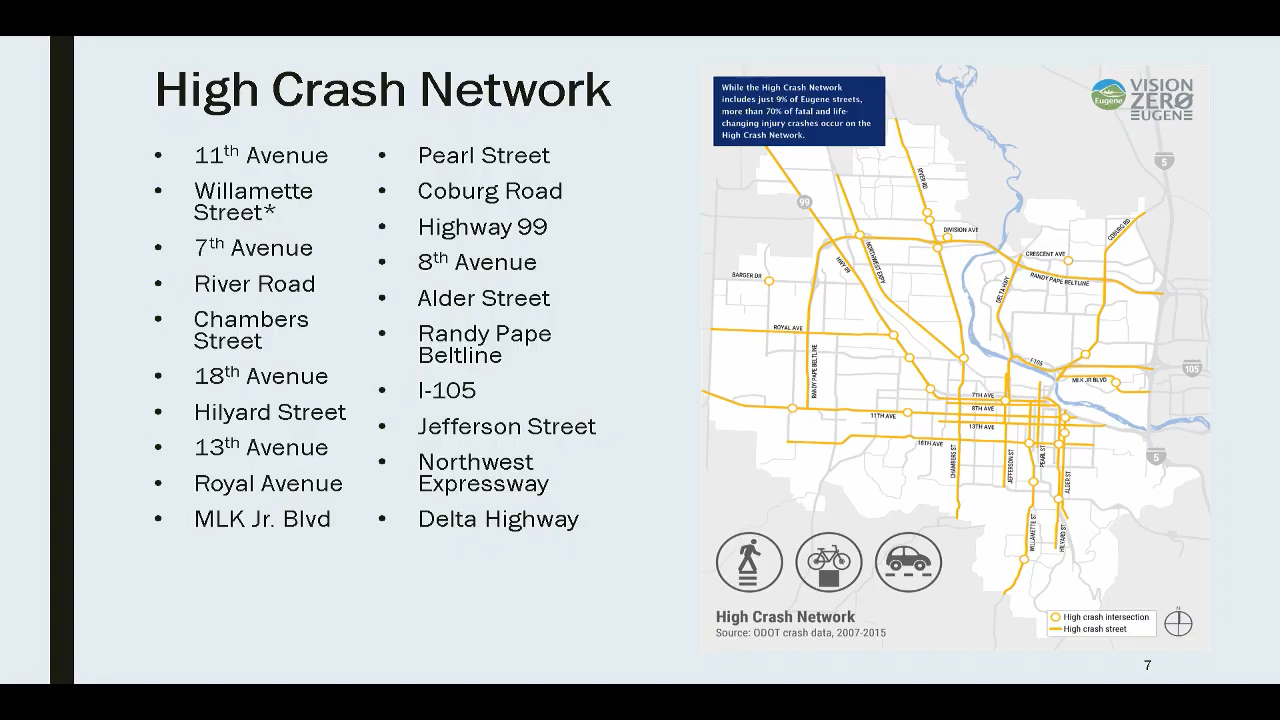 High Crash Network
• 11th Avenue
• Willamette
Street*
• 7th Avenue
• River Road
• Chambers
Street
• 18th Avenue
• Hilyard Street
• 13th Avenue
• Royal Avenue
• MLK Jr. Blvd
• Pearl Street
• Coburg Road
• Highway 99
• 8th Avenue
• Alder Street
• Randy Pape
Beltline
• I-105
• Jefferson Street
• Northwest
Expressway
• Delta Highway
While the High Crash Network
includes just 9% of Eugene streets,
more than 70% of fatal and life-
changing injury crashes occur on the
High Crash Network.
Eugene
VISION
ZERO
EUGENE
5
99
RIVER RD
DIVISION AVE
COBURG RD
NORTHWEST EXPY
HWY 99
CRESCENT AVE
BARGER DR
RANDY PAPE BELTLINE
DELTA HWY
ROYAL AVE
RANDY PAPE BELTLINE
I-105
105
MLK JR BLVD
7TH AVE
8TH AVE
11TH AVE
13TH AVE
18TH AVE
5
CHAMBERS ST
JEFFERSON ST
PEARL ST
ALDER ST
WILLAMETTE ST
HILYARD ST
High Crash Network
Source: ODOT crash data, 2007-2015
High crash intersection
High crash street
N
7